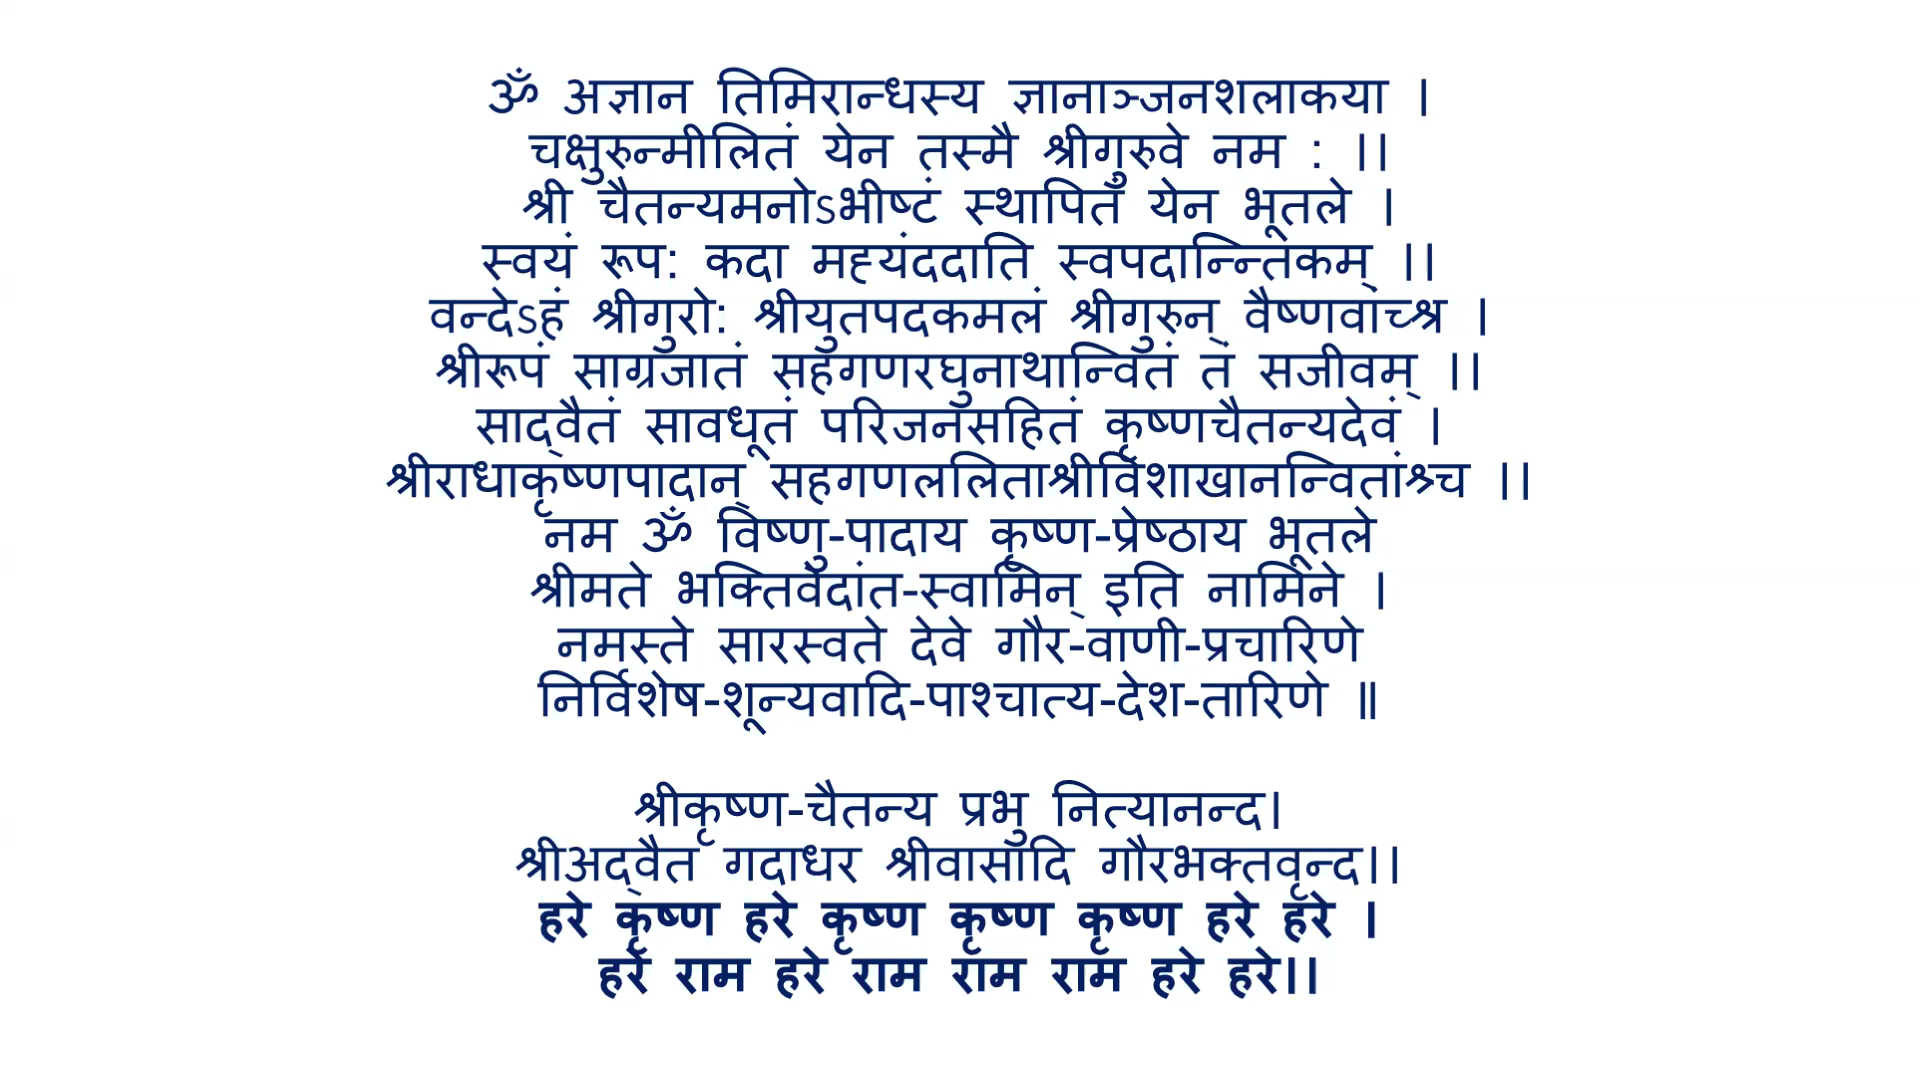 ॐ अज्ञान तिमिरान्धस्य ज्ञानाञ्जनशलाकया ।
चक्षुरुन्मीलितं येन तस्मै श्रीगुरुवे नम : ।।
श्री चैतन्यमनोऽभीष्टं स्थापितं येन भूतले ।
स्वयं रूप: कदा मह्यंददाति स्वपदान्न्तिकम् ।।
वन्देऽहं श्रीगुरो: श्रीयुतपदकमलं श्रीगुरुन् वैष्णवांच्श्र ।
श्रीरूपं साग्रजातं सहगणरघुनाथान्वितं तं सजीवम् ।।
साद्वैतं सावधूतं परिजनसहितं कृष्णचैतन्यदेवं ।
श्रीराधाकृष्णपादान् सहगणललिताश्रीविशाखानन्वितांश्र्च ।।
नम ॐ विष्णु-पादाय कृष्ण-प्रेष्ठाय भूतले
श्रीमते भक्तिवेदांत-स्वामिन् इति नामिने ।
नमस्ते सारस्वते देवे गौर-वाणी-प्रचारिणे
निर्विशेष-शून्यवादि-पाश्चात्य-देश-तारिणे ॥
श्रीकृष्ण-चैतन्य प्रभु नित्यानन्द।
श्रीअद्वैत गदाधर श्रीवासादि गौरभक्तवृन्द।।
हरे कृष्ण हरे कृष्ण कृष्ण कृष्ण हरे हरे ।
हरे राम हरे राम राम राम हरे हरे।।